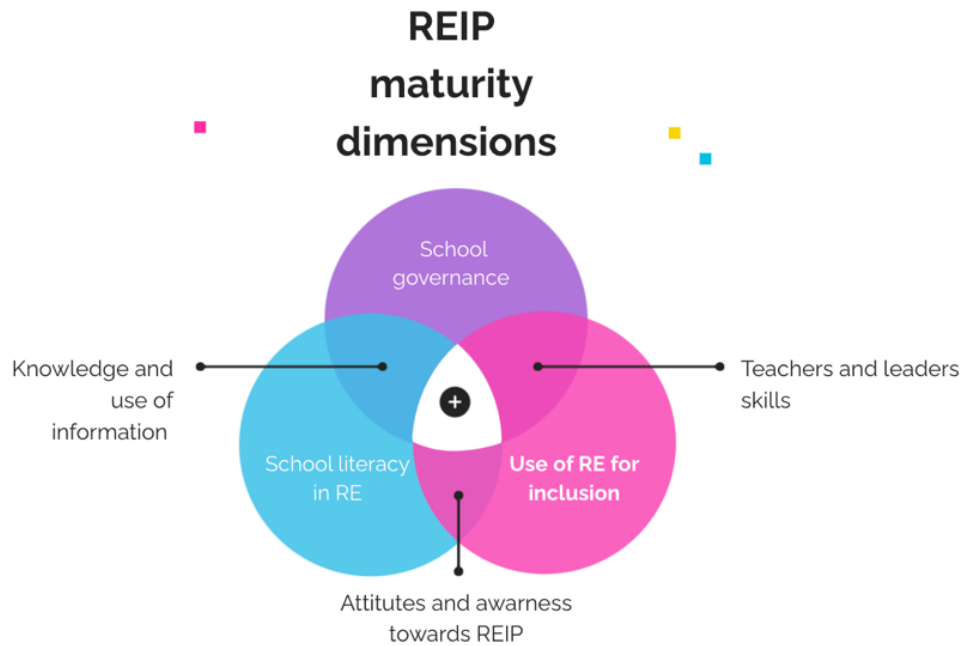 REIP
maturity
dimensions
School
governance
Knowledge and
use of
information
Teachers and leaders
skills
School literacy
in RE
Use of RE for
inclusion
Attitutes and awarness
towards REIP